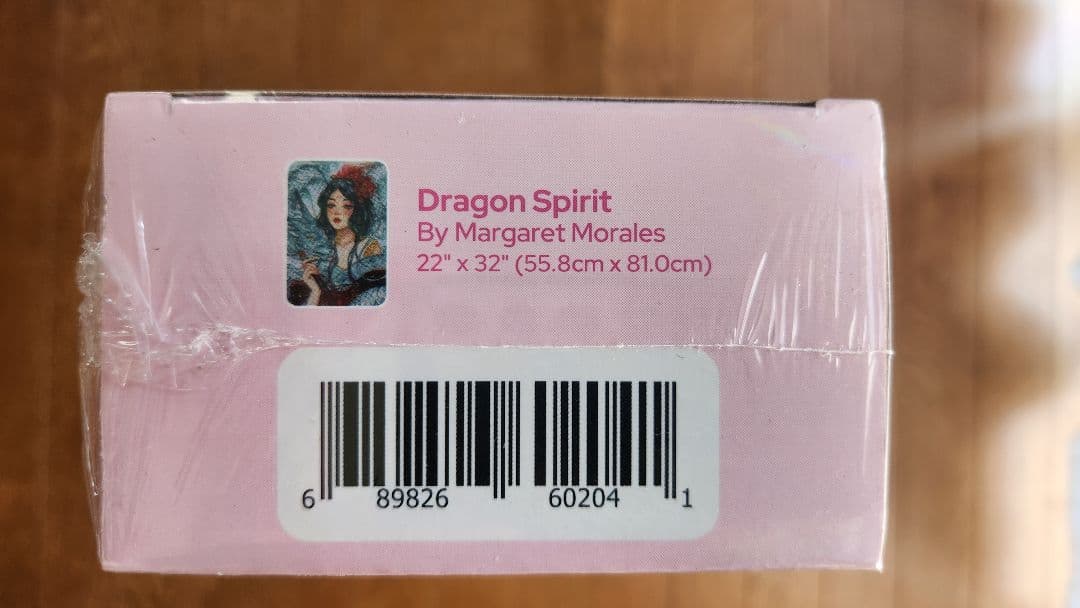 Dragon Spirit
By Margaret Morales
22" x 32" (55.8cm x 81.0cm)
6 89826 60204 1